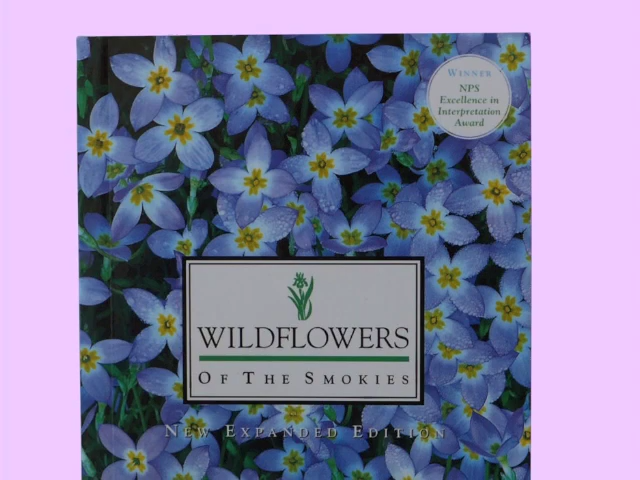 WINNER
NPS
Excellence in
Interpretation
Award
WILDFLOWERS
OF THE SMOKIES
NEW EXPANDED EDITION